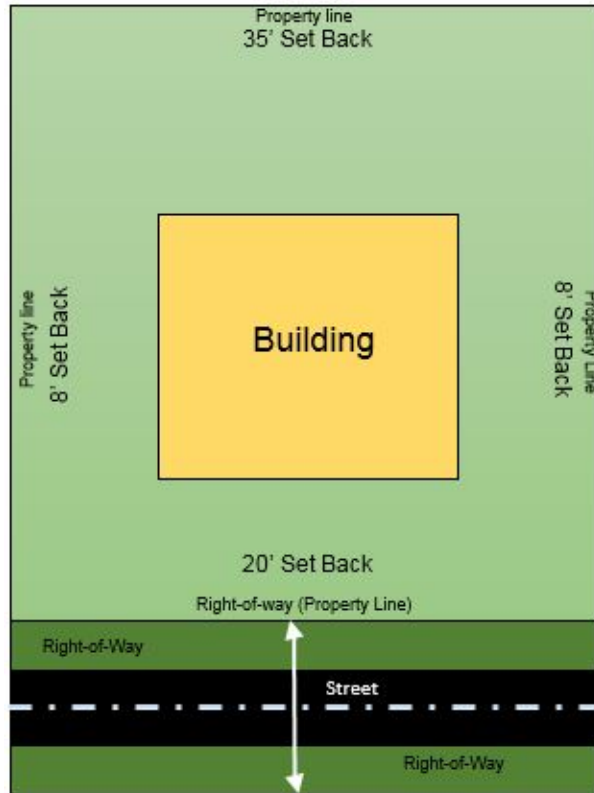 Property line
35' Set Back
Property line
8' Set Back
Building
8' Set Back
Property Line
20' Set Back
Right-of-way (Property Line)
Right-of-Way
Street
Right-of-Way